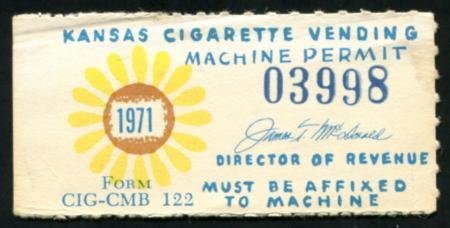 KANSAS CIGARETTE VENDING
MACHINE PERMIT
03998
1971
James T. McDonald
DIRECTOR OF REVENUE
FORM
CIG-CMB 122
MUST BE AFFIXED
TO MACHINE